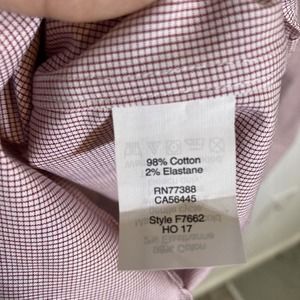 98% Cotton
2% Elastane
RN77388
CA56445
Style F7662
HO 17